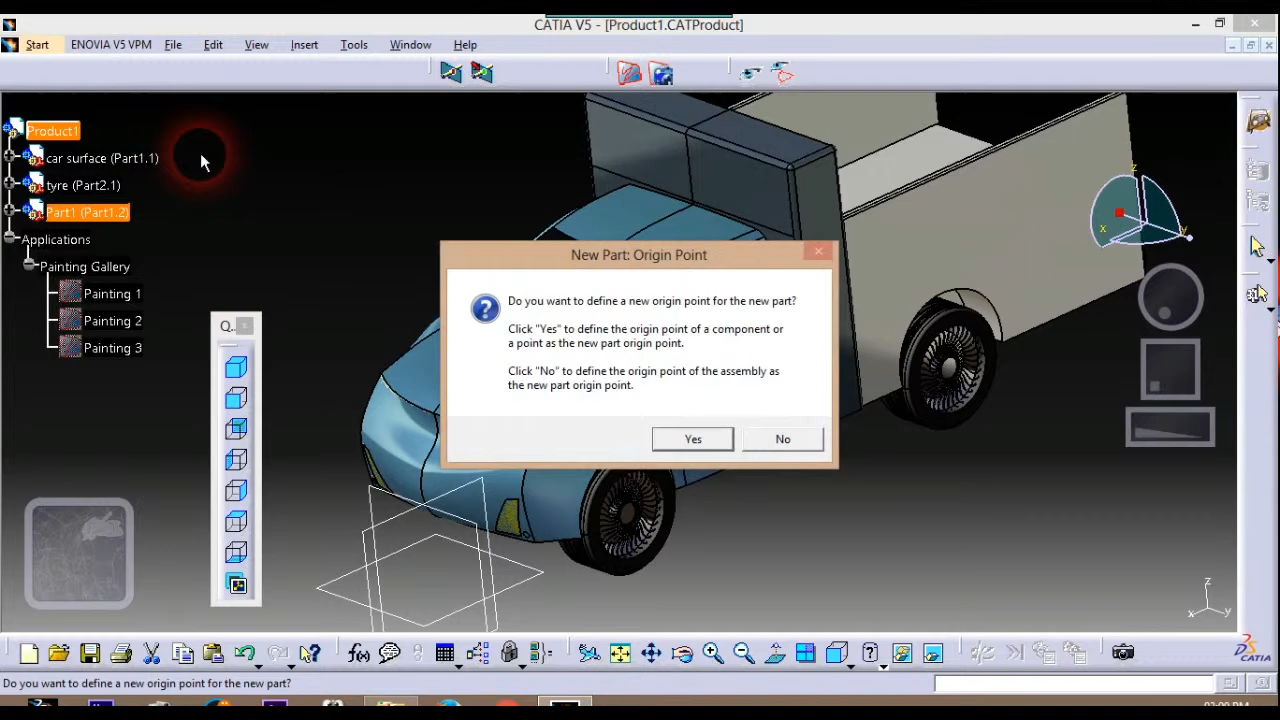 CATIA V5 - [Product1.CATProduct]
Start ENOVIA V5 VPM File Edit View Insert Tools Window Help
Product1
car surface (Part1.1)
tyre (Part2.1)
Part1 (Part1.2)
Applications
Painting Gallery
Painting 1
Painting 2
Painting 3
Q..
New Part: Origin Point
Do you want to define a new origin point for the new part?
Click "Yes" to define the origin point of a component or
a point as the new part origin point.
Click "No" to define the origin point of the assembly as
the new part origin point.
Yes No
z
x
y
z
x y
f(x)
CATIA
Do you want to define a new origin point for the new part?